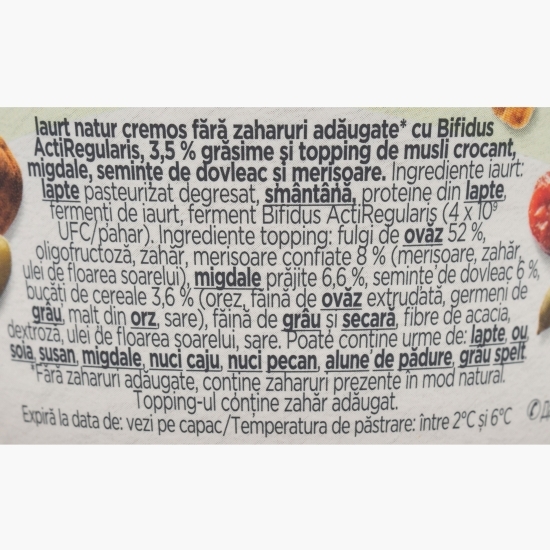 Iaurt natur cremos fără zaharuri adăugate* cu Bifidus
ActiRegularis, 3,5 % grăsime și topping de musli crocant,
migdale, semințe de dovleac și merișoare. Ingrediente iaurt:
lapte pasteurizat degresat, smântână, proteine din lapte,
fermenți de iaurt, ferment Bifidus ActiRegularis (4 x 10⁹
UFC/pahar). Ingrediente topping: fulgi de ovăz 52 %,
oligofructoză, zahăr, merisoare confiate 8 % (merisoare, zahăr,
ulei de floarea soarelui), migdale prăjite 6,6 %, semințe de dovleac 6 %,
bucăți de cereale 3,6 % (orez, făină de ovăz extrudată, germeni de
grâu, malț din orz, sare), făină de grâu și secară, fibre de acacia,
dextroză, ulei de floarea soarelui, sare. Poate conține urme de: lapte, ou,
soia, susan, migdale, nuci caju, nuci pecan, alune de pădure, grâu spelt.
*Fără zaharuri adăugate, conține zaharuri prezente în mod natural.
Topping-ul conține zahăr adăugat.
Expiră la data de: vezi pe capac/Temperatura de păstrare: între 2°C și 6°C